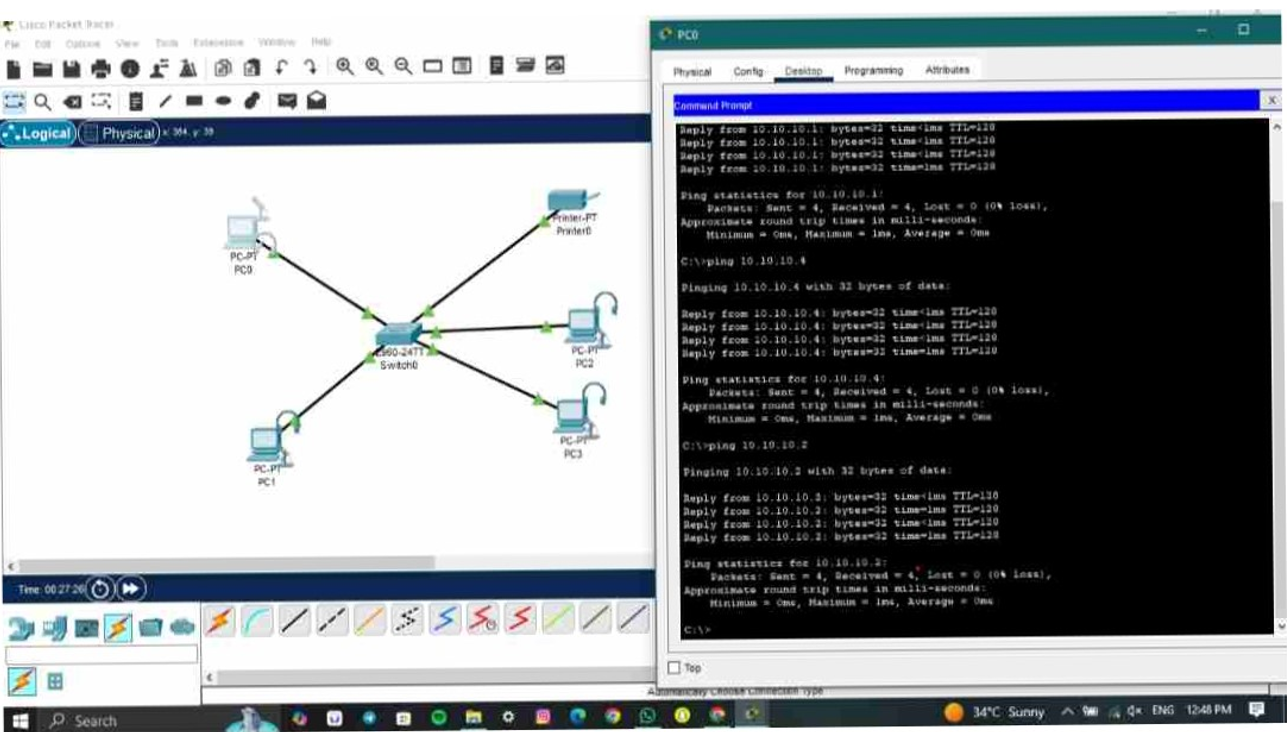 Cisco Packet Tracer
File Edit Options View Tools Extensions Window Help
Logical
Physical
x: 384, y: 39
PC-PT
PC0
Printer-PT
Printer0
2960-24TT
Switch0
PC-PT
PC2
PC-PT
PC3
PC-PT
PC1
Time: 00:27:26
PC0
Physical Config Desktop Programming Attributes
Command Prompt
X
Reply from 10.10.10.1: bytes=32 time<1ms TTL=128
Reply from 10.10.10.1: bytes=32 time<1ms TTL=128
Reply from 10.10.10.1: bytes=32 time<1ms TTL=128
Reply from 10.10.10.1: bytes=32 time<1ms TTL=128
Ping statistics for 10.10.10.1:
Packets: Sent = 4, Received = 4, Lost = 0 (0% loss),
Approximate round trip times in milli-seconds:
Minimum = 0ms, Maximum = 1ms, Average = 0ms
C:\>ping 10.10.10.4
Pinging 10.10.10.4 with 32 bytes of data:
Reply from 10.10.10.4: bytes=32 time<1ms TTL=128
Reply from 10.10.10.4: bytes=32 time<1ms TTL=128
Reply from 10.10.10.4: bytes=32 time<1ms TTL=128
Reply from 10.10.10.4: bytes=32 time=1ms TTL=128
Ping statistics for 10.10.10.4:
Packets: Sent = 4, Received = 4, Lost = 0 (0% loss),
Approximate round trip times in milli-seconds:
Minimum = 0ms, Maximum = 1ms, Average = 0ms
C:\>ping 10.10.10.2
Pinging 10.10.10.2 with 32 bytes of data:
Reply from 10.10.10.2: bytes=32 time<1ms TTL=128
Reply from 10.10.10.2: bytes=32 time=1ms TTL=128
Reply from 10.10.10.2: bytes=32 time=1ms TTL=128
Reply from 10.10.10.2: bytes=32 time=1ms TTL=128
Ping statistics for 10.10.10.2:
Packets: Sent = 4, Received = 4, Lost = 0 (0% loss),
Approximate round trip times in milli-seconds:
Minimum = 0ms, Maximum = 1ms, Average = 0ms
C:\>
Top
Automatically Choose Connection Type
Search
34°C Sunny
ENG
12:48 PM